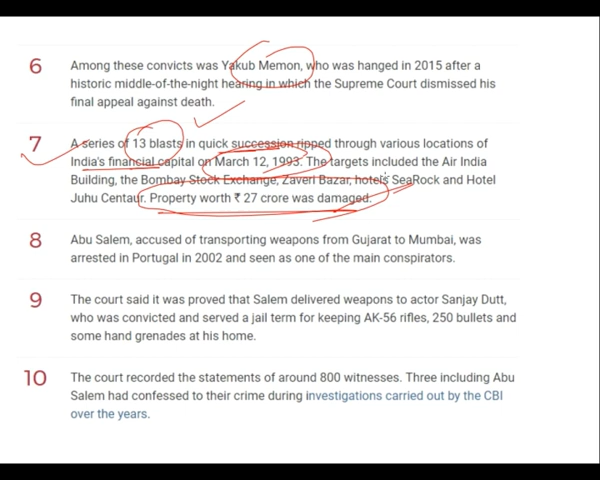 6
Among these convicts was Yakub Memon, who was hanged in 2015 after a
historic middle-of-the-night hearing in which the Supreme Court dismissed his
final appeal against death.
7
A series of 13 blasts in quick succession ripped through various locations of
India's financial capital on March 12, 1993. The targets included the Air India
Building, the Bombay Stock Exchange, Zaveri Bazar, hotels SeaRock and Hotel
Juhu Centaur. Property worth ₹ 27 crore was damaged.
8
Abu Salem, accused of transporting weapons from Gujarat to Mumbai, was
arrested in Portugal in 2002 and seen as one of the main conspirators.
9
The court said it was proved that Salem delivered weapons to actor Sanjay Dutt,
who was convicted and served a jail term for keeping AK-56 rifles, 250 bullets and
some hand grenades at his home.
10
The court recorded the statements of around 800 witnesses. Three including Abu
Salem had confessed to their crime during investigations carried out by the CBI
over the years.